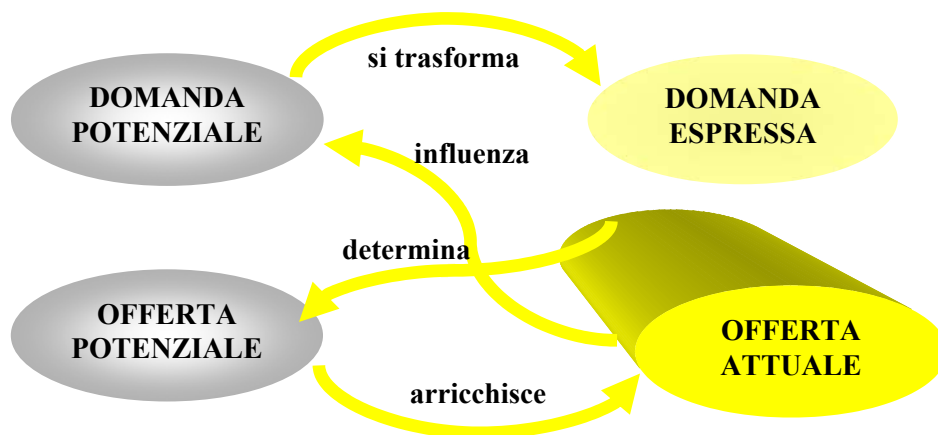 si trasforma
DOMANDA
POTENZIALE
DOMANDA
ESPRESSA
influenza
determina
OFFERTA
POTENZIALE
OFFERTA
ATTUALE
arricchisce